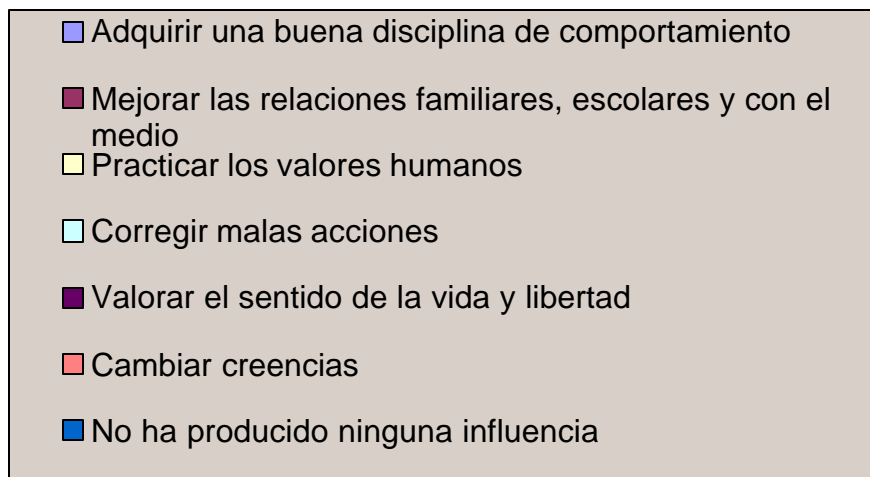 Adquirir una buena disciplina de comportamiento
Mejorar las relaciones familiares, escolares y con el
medio
Practicar los valores humanos
Corregir malas acciones
Valorar el sentido de la vida y libertad
Cambiar creencias
No ha producido ninguna influencia